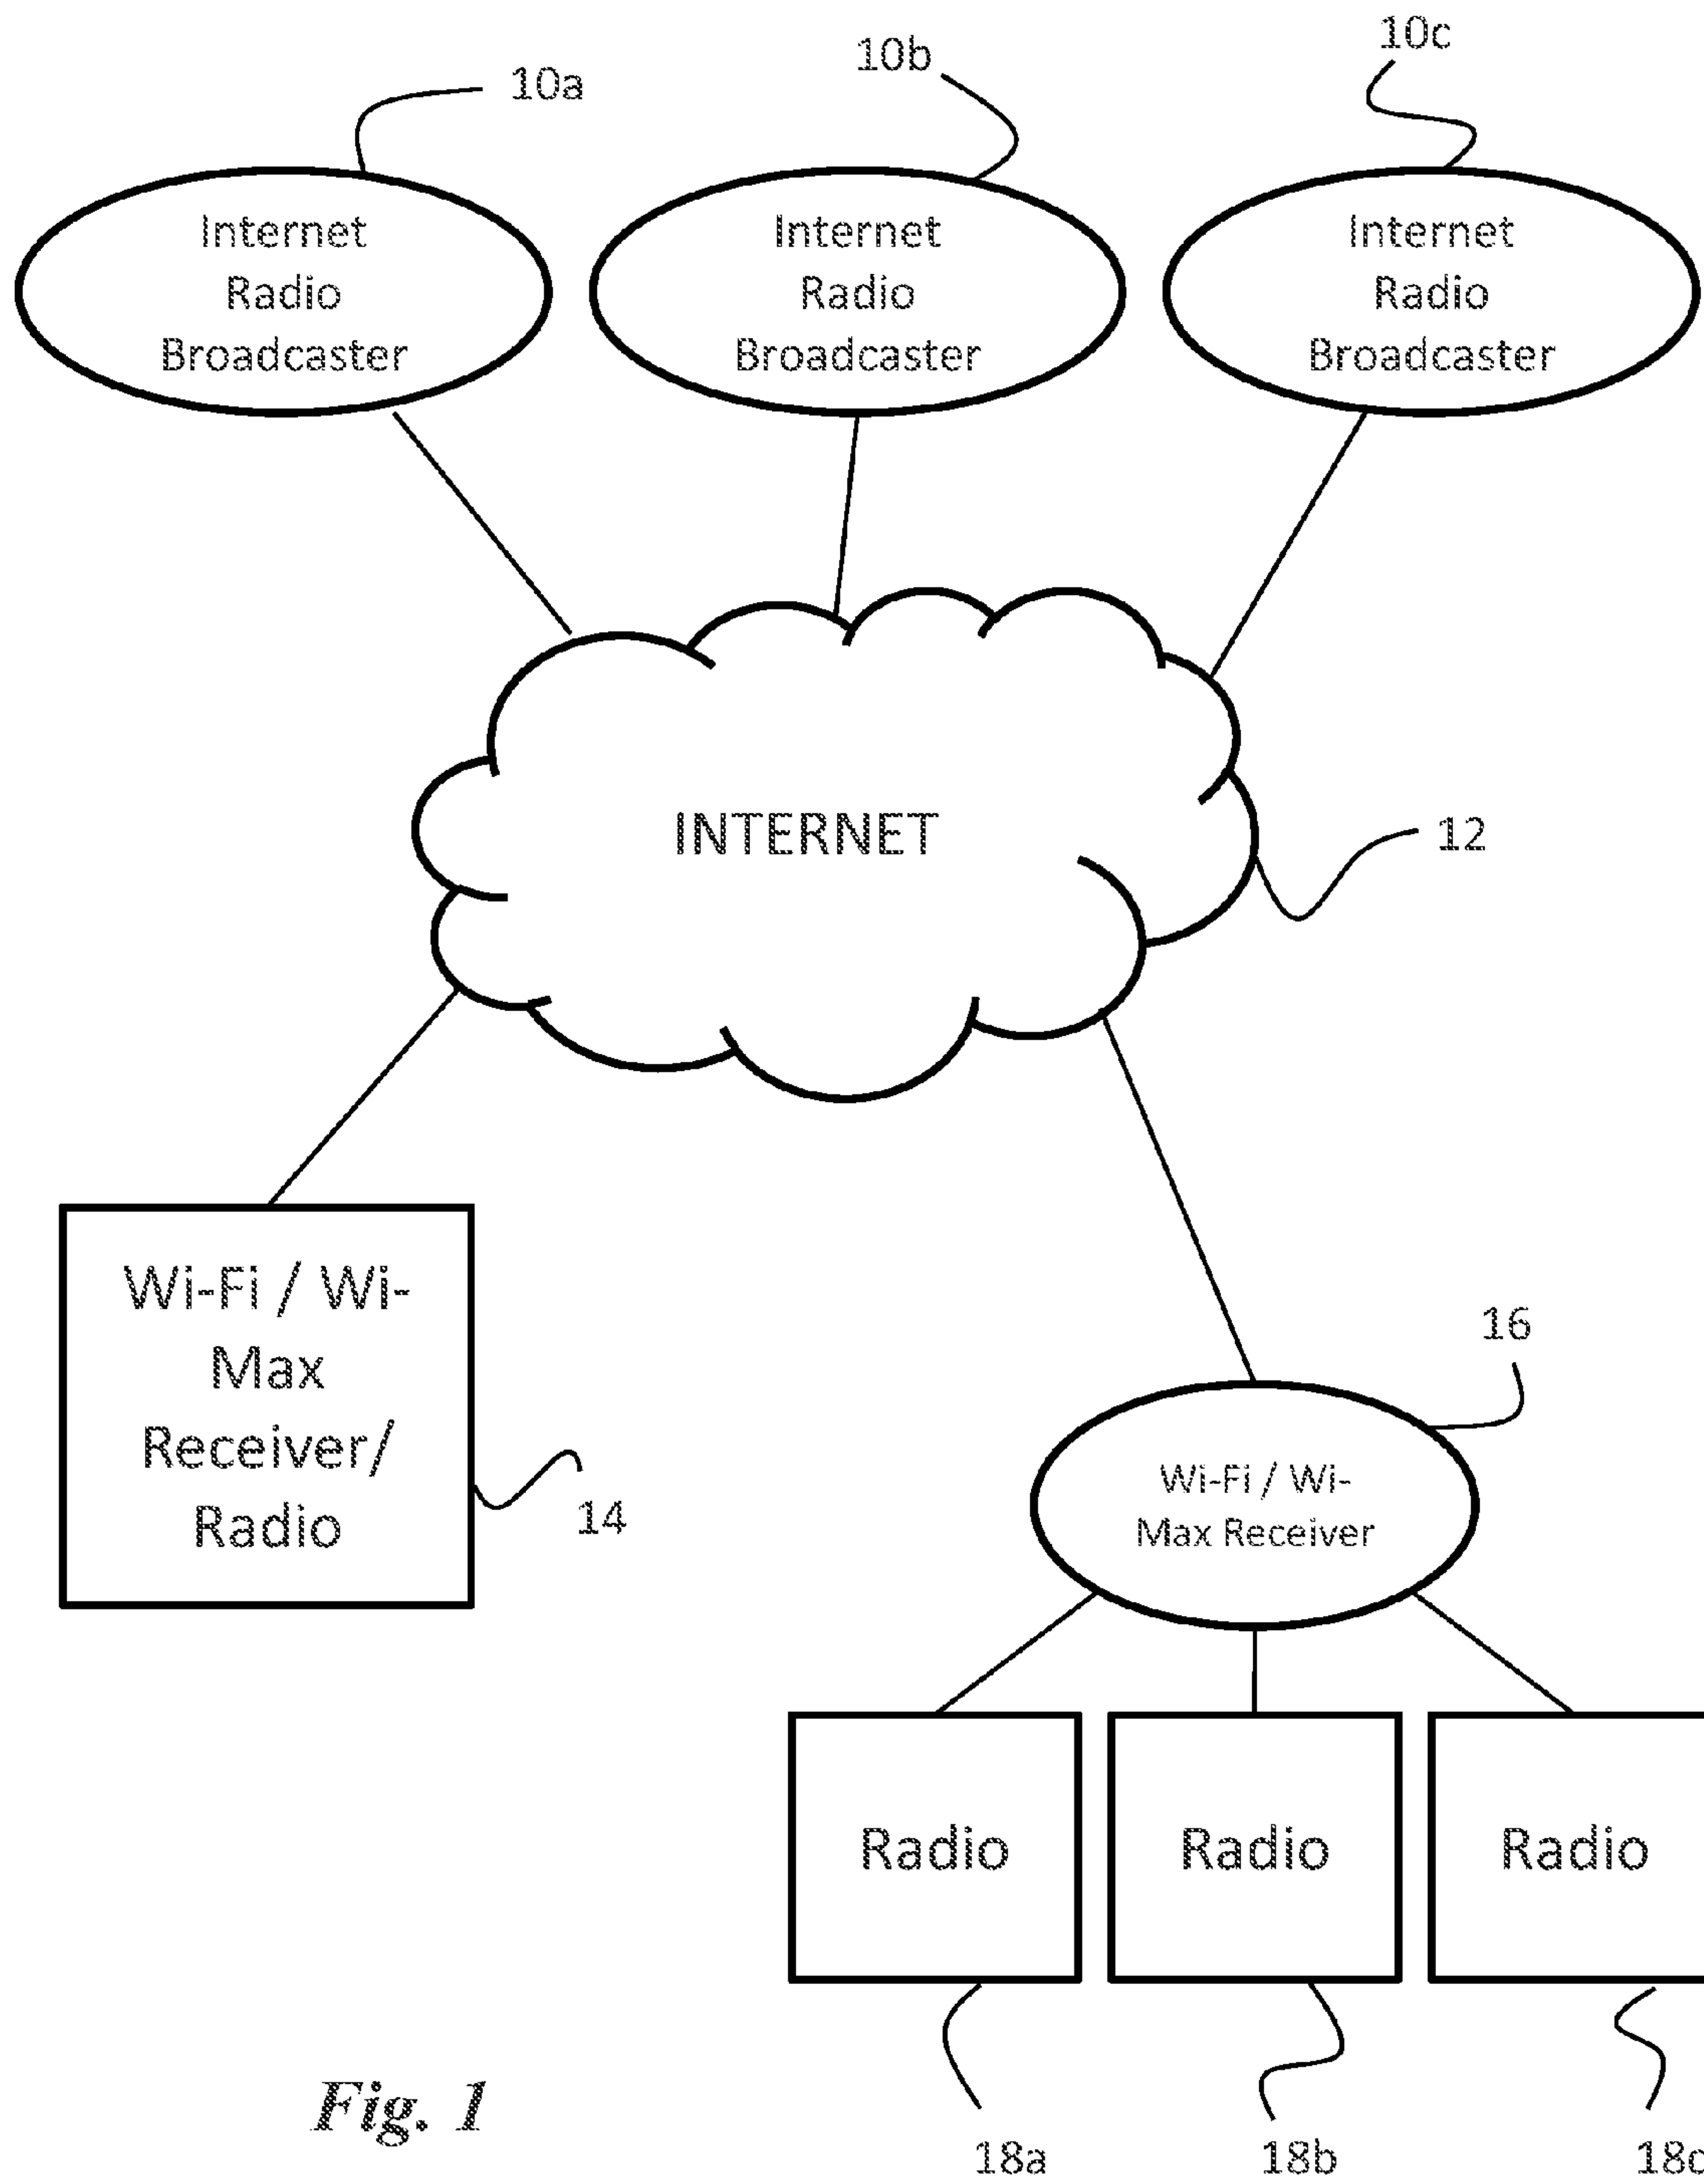 10a
10b
10c
Internet
Radio
Broadcaster
Internet
Radio
Broadcaster
Internet
Radio
Broadcaster
INTERNET
12
Wi-Fi / Wi-
Max
Receiver/
Radio
14
16
Wi-Fi / Wi-
Max Receiver
Radio
Radio
Radio
18a
18b
Fig. 1